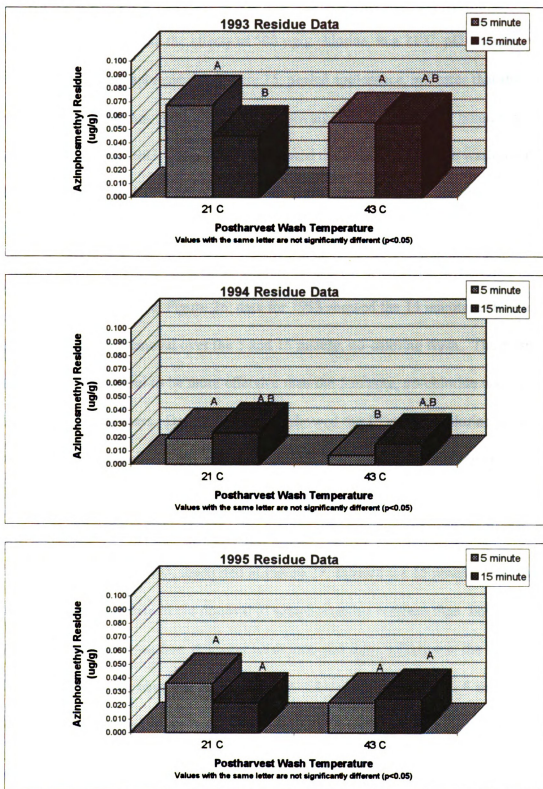 1993 Residue Data
5 minute
15 minute
Azinphosmethyl Residue
(ug/g)
0.100
0.090
0.080
0.070
0.060
0.050
0.040
0.030
0.020
0.010
0.000
A
B
A
A,B
21 C
43 C
Postharvest Wash Temperature
Values with the same letter are not significantly different (p<0.05)
1994 Residue Data
5 minute
15 minute
Azinphosmethyl Residue
(ug/g)
0.100
0.090
0.080
0.070
0.060
0.050
0.040
0.030
0.020
0.010
0.000
A
A,B
B
A,B
21 C
43 C
Postharvest Wash Temperature
Values with the same letter are not significantly different (p<0.05)
1995 Residue Data
5 minute
15 minute
Azinphosmethyl Residue
(ug/g)
0.100
0.090
0.080
0.070
0.060
0.050
0.040
0.030
0.020
0.010
0.000
A
A
A
A
21 C
43 C
Postharvest Wash Temperature
Values with the same letter are not significantly different (p<0.05)